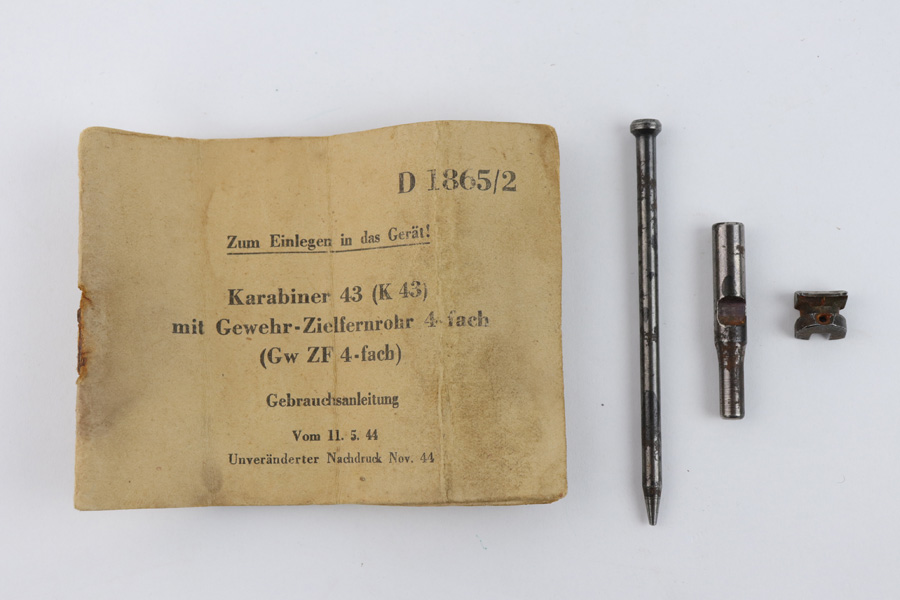 D 1865/2
Zum Einlegen in das Gerät!
Karabiner 43 (K 43)
mit Gewehr-Zielfernrohr 4-fach
(Gw ZF 4-fach)
Gebrauchsanleitung
Vom 11. 5. 44
Unveränderter Nachdruck Nov. 44